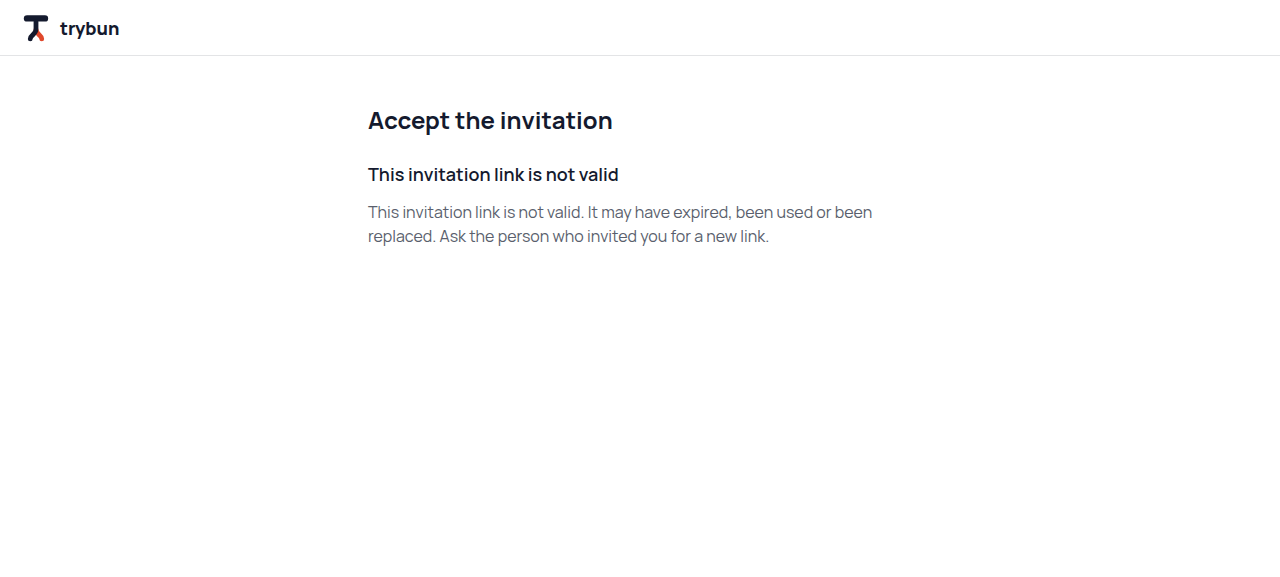 trybun
Accept the invitation
This invitation link is not valid
This invitation link is not valid. It may have expired, been used or been
replaced. Ask the person who invited you for a new link.